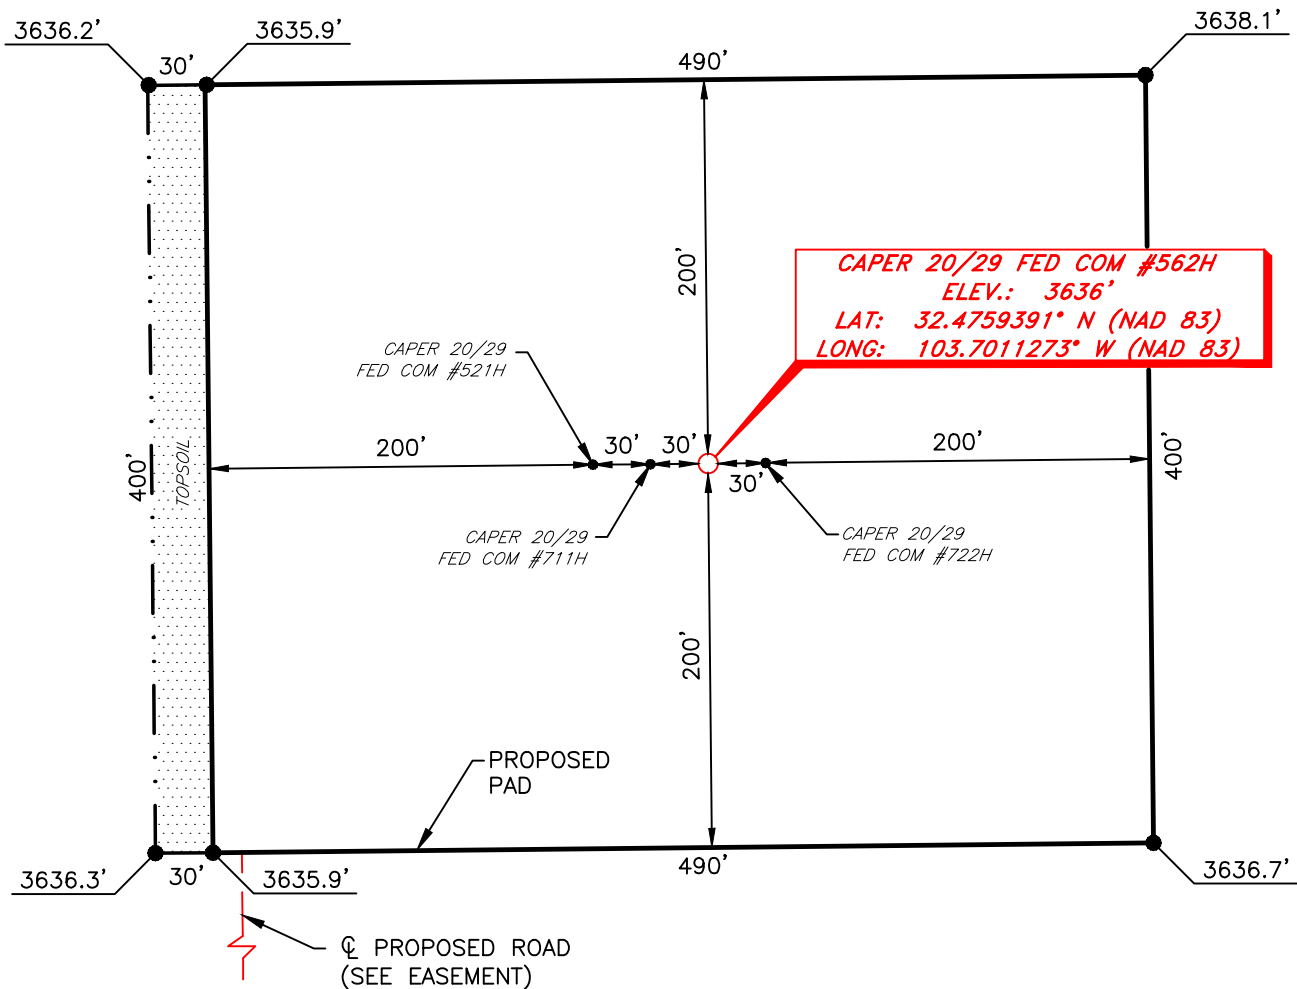 3636.2'
3635.9'
3638.1'
30'
490'
200'
CAPER 20/29 FED COM #562H
ELEV.: 3636'
LAT: 32.4759391° N (NAD 83)
LONG: 103.7011273° W (NAD 83)
CAPER 20/29
FED COM #521H
200'
30'
30'
30'
200'
400'
TOPSOIL
400'
CAPER 20/29
FED COM #711H
CAPER 20/29
FED COM #722H
200'
PROPOSED
PAD
490'
3636.3'
30'
3635.9'
3636.7'
℄ PROPOSED ROAD
(SEE EASEMENT)